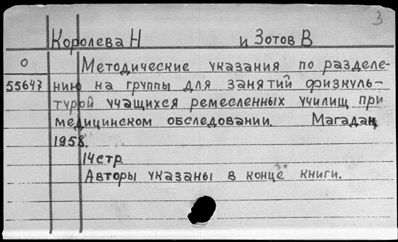 3
Королева Н и Зотов В
О Методические указания по разделе-
55647 нию на группы для занятий физкуль-
турой учащихся ремесленных училищ при
медицинском обследовании. Магадан,
1958.
14стр
Авторы указаны в конце книги.